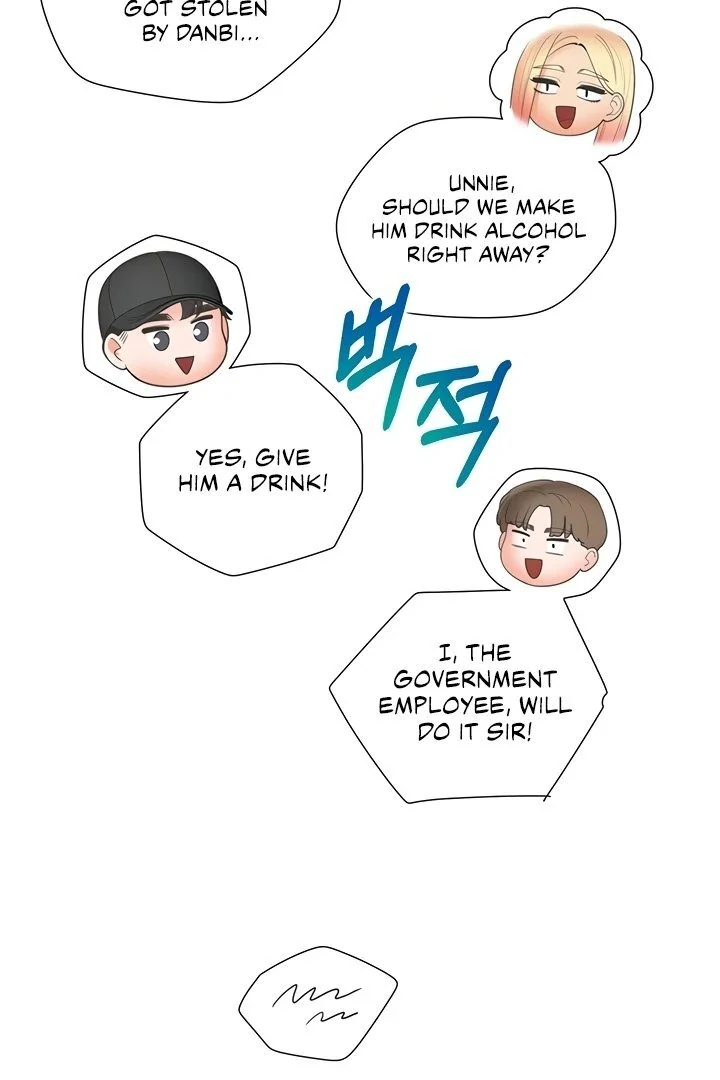 GOT STOLEN
BY DANBI...
UNNIE,
SHOULD WE MAKE
HIM DRINK ALCOHOL
RIGHT AWAY?
벅적
YES, GIVE
HIM A DRINK!
I, THE
GOVERNMENT
EMPLOYEE, WILL
DO IT SIR!